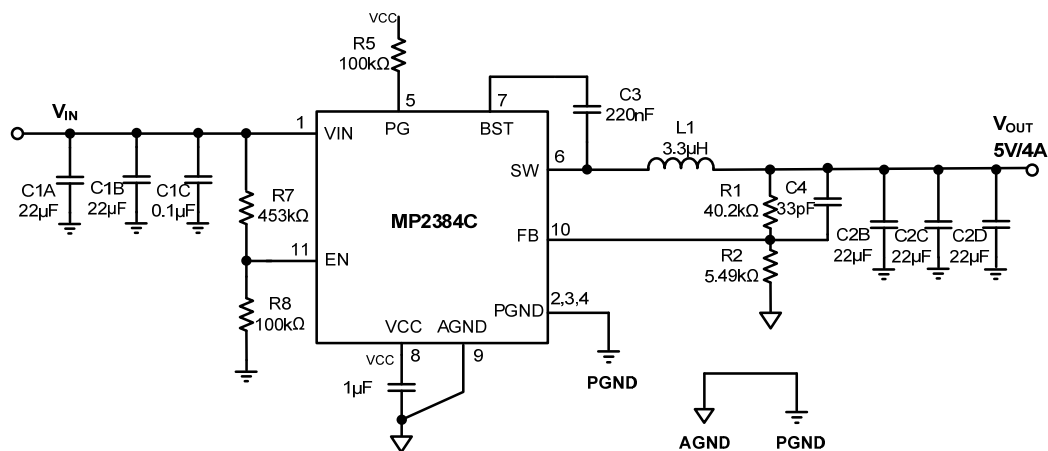 VCC
R5
100kΩ
5
PG
7
BST
C3
220nF
VIN
1
VIN
C1A
22µF
C1B
22µF
C1C
0.1µF
R7
453kΩ
11
EN
R8
100kΩ
MP2384C
6
SW
L1
3.3µH
VOUT
5V/4A
R1
40.2kΩ
C4
33pF
FB
10
R2
5.49kΩ
C2B
22µF
C2C
22µF
C2D
22µF
2,3,4
PGND
PGND
VCC
AGND
VCC
8
9
1µF
AGND
PGND